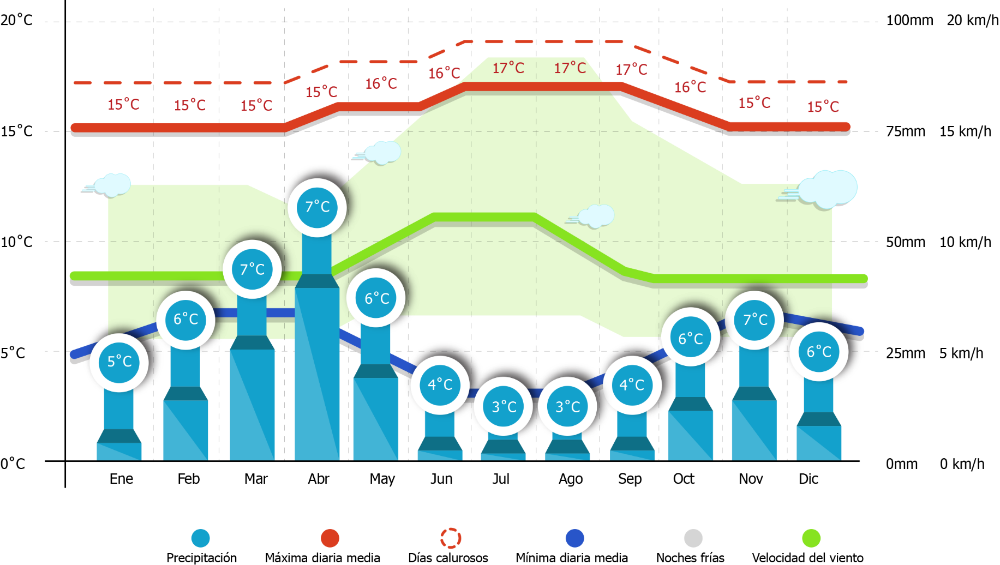 20°C
100mm 20 km/h
17°C 17°C 17°C
16°C
16°C 16°C
15°C
15°C 15°C 15°C 15°C 15°C
15°C
75mm 15 km/h
7°C
10°C
50mm 10 km/h
7°C
6°C
6°C 7°C
6°C
5°C
6°C
5°C
25mm 5 km/h
4°C 4°C
3°C 3°C
0°C
0mm 0 km/h
Ene Feb Mar Abr May Jun Jul Ago Sep Oct Nov Dic
Precipitación Máxima diaria media Días calurosos Mínima diaria media Noches frías Velocidad del viento